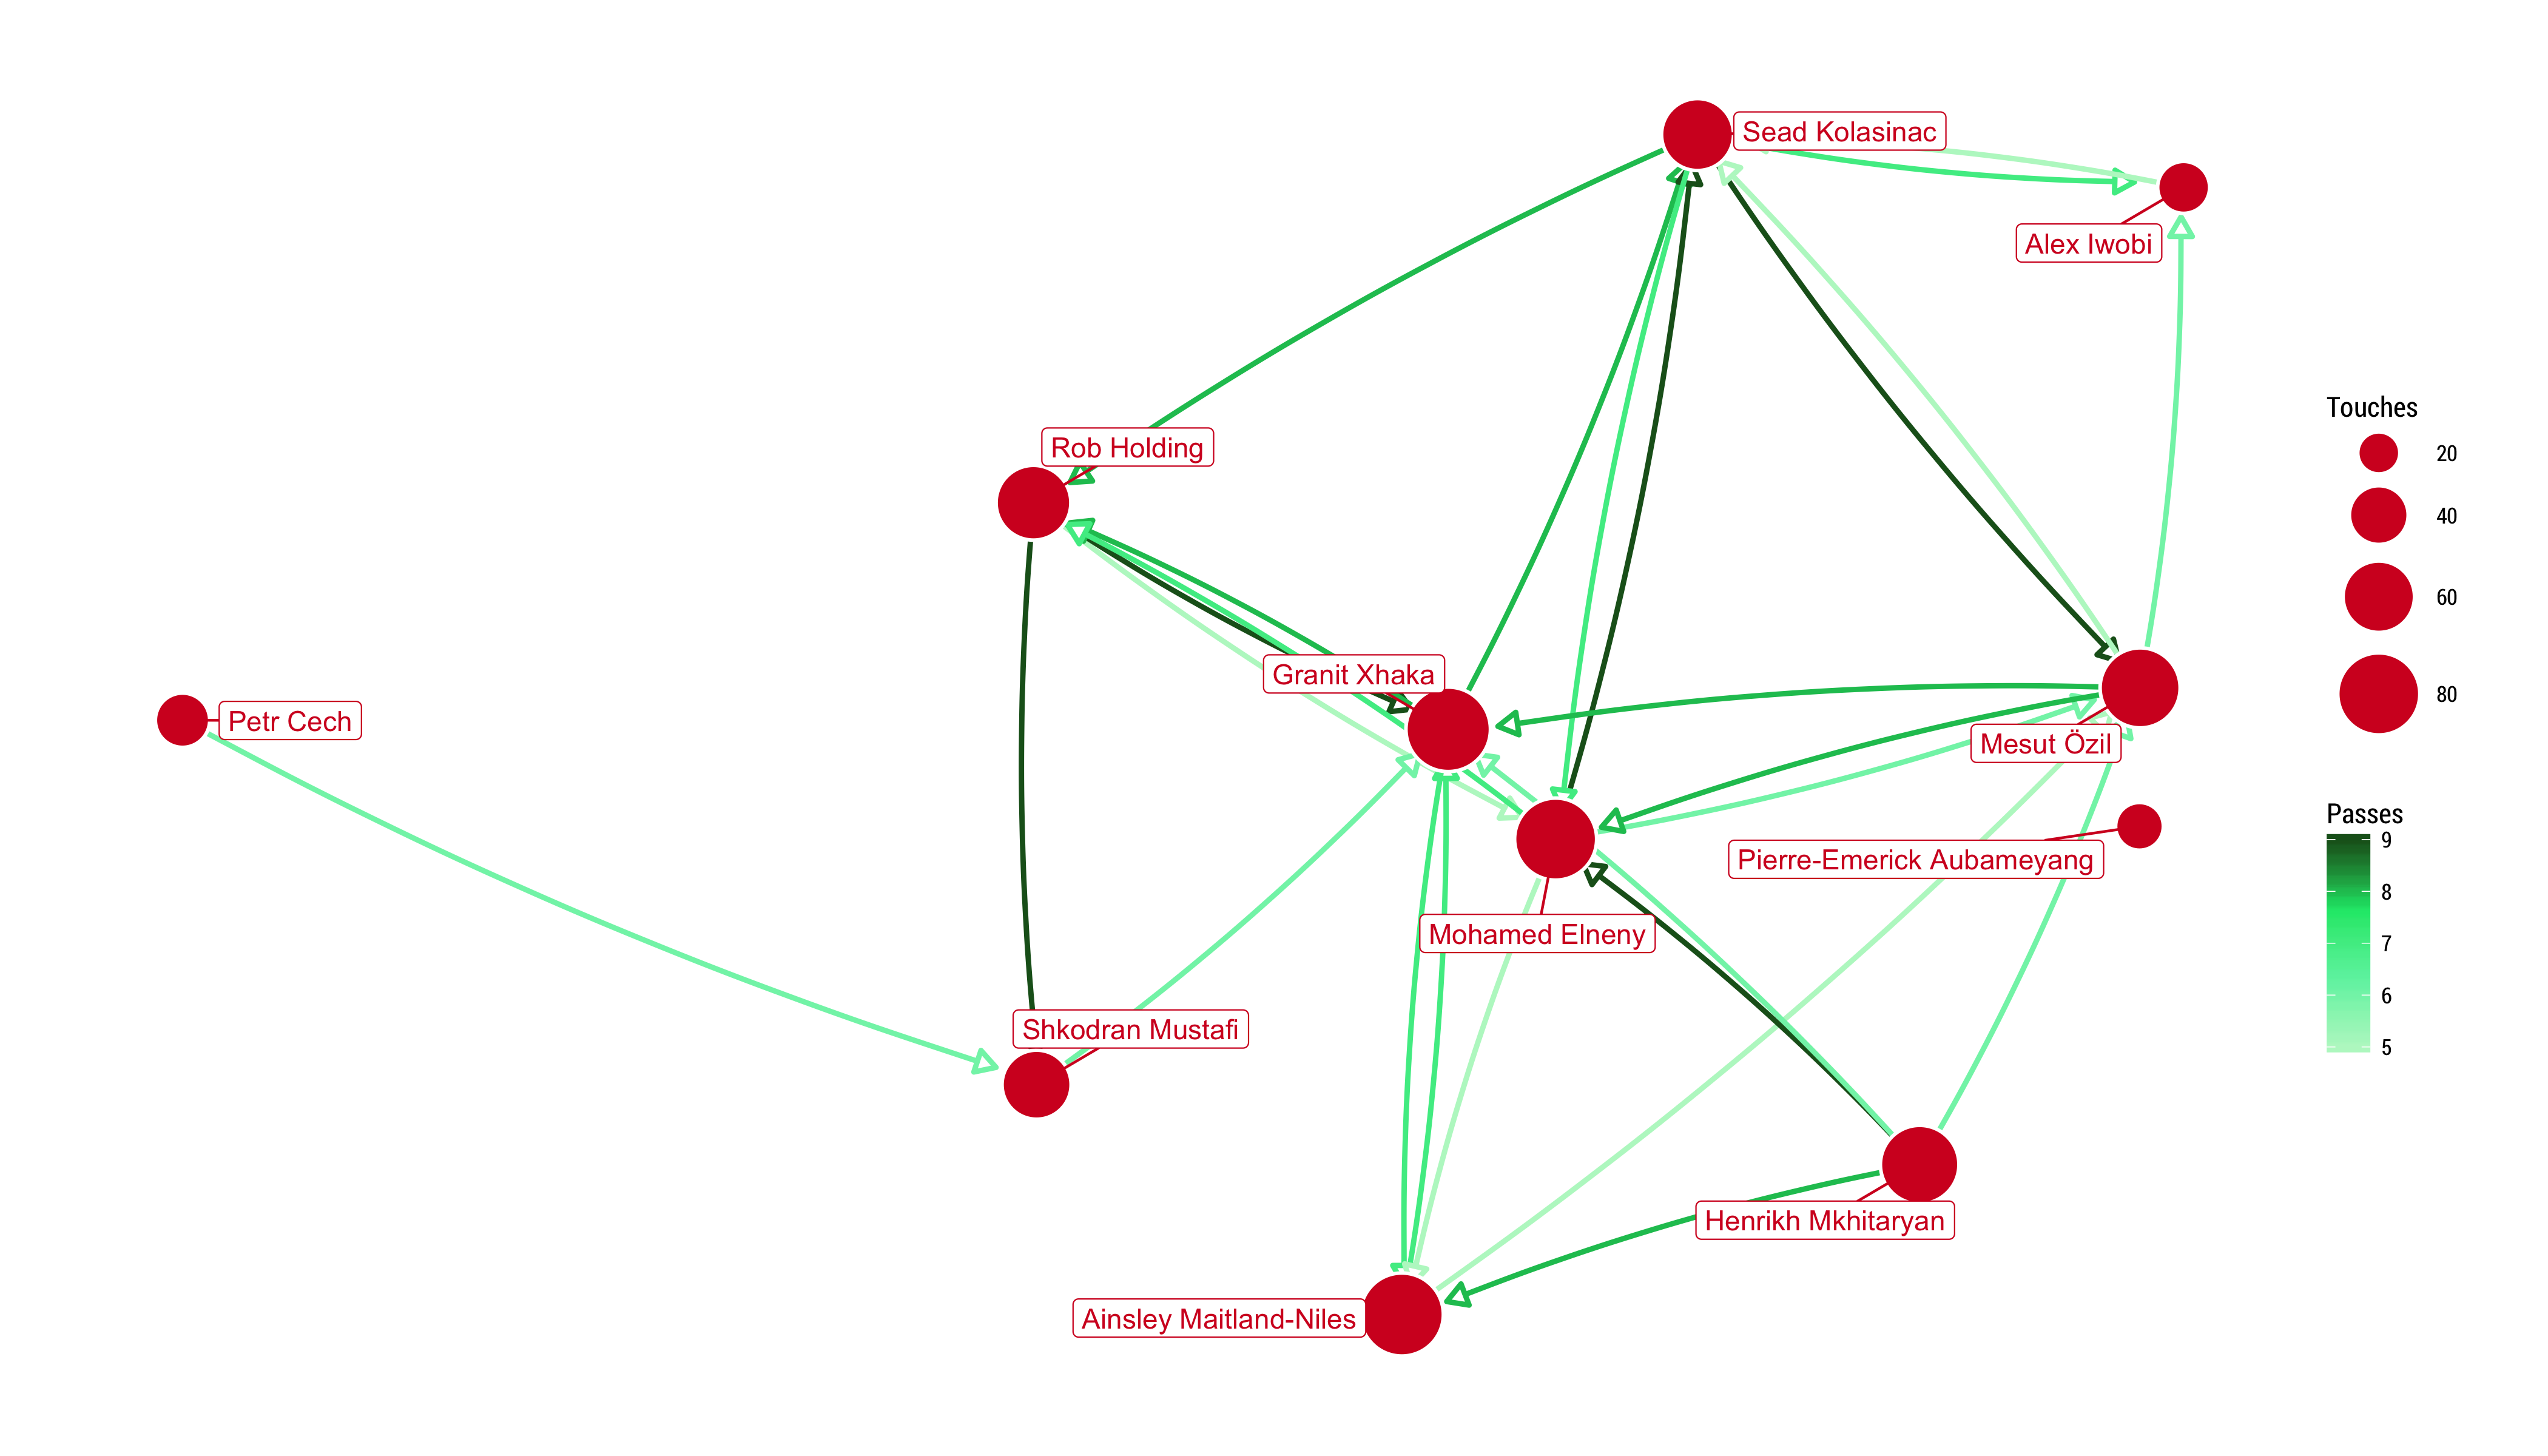 Sead Kolasinac
Alex Iwobi
Rob Holding
Granit Xhaka
Petr Cech
Mesut Özil
Pierre-Emerick Aubameyang
Mohamed Elneny
Shkodran Mustafi
Henrikh Mkhitaryan
Ainsley Maitland-Niles
Touches
20
40
60
80
Passes
9
8
7
6
5